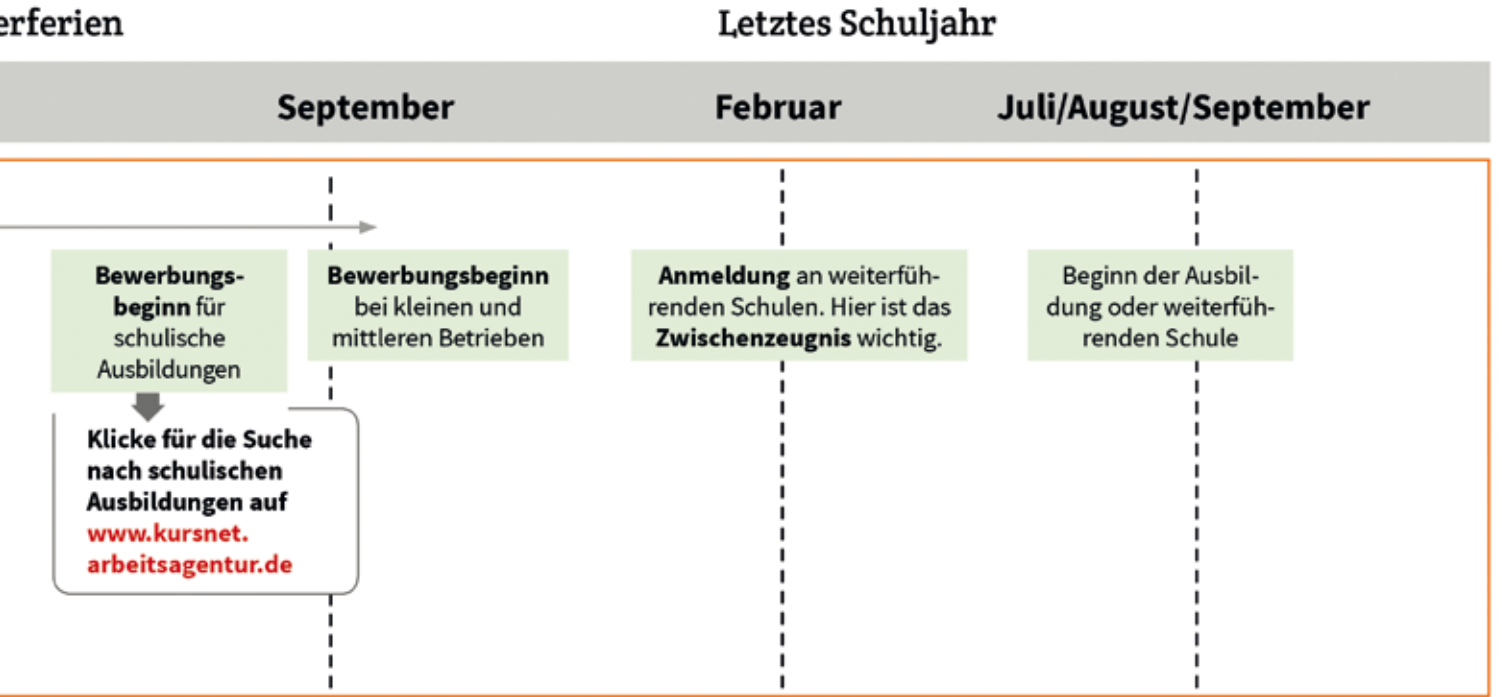 erferien
Letztes Schuljahr
September
Februar
Juli/August/September
Bewerbungs-
beginn für
schulische
Ausbildungen
Bewerbungsbeginn
bei kleinen und
mittleren Betrieben
Anmeldung an weiterfüh-
renden Schulen. Hier ist das
Zwischenzeugnis wichtig.
Beginn der Ausbil-
dung oder weiterfüh-
renden Schule
Klicke für die Suche
nach schulischen
Ausbildungen auf
www.kursnet.
arbeitsagentur.de